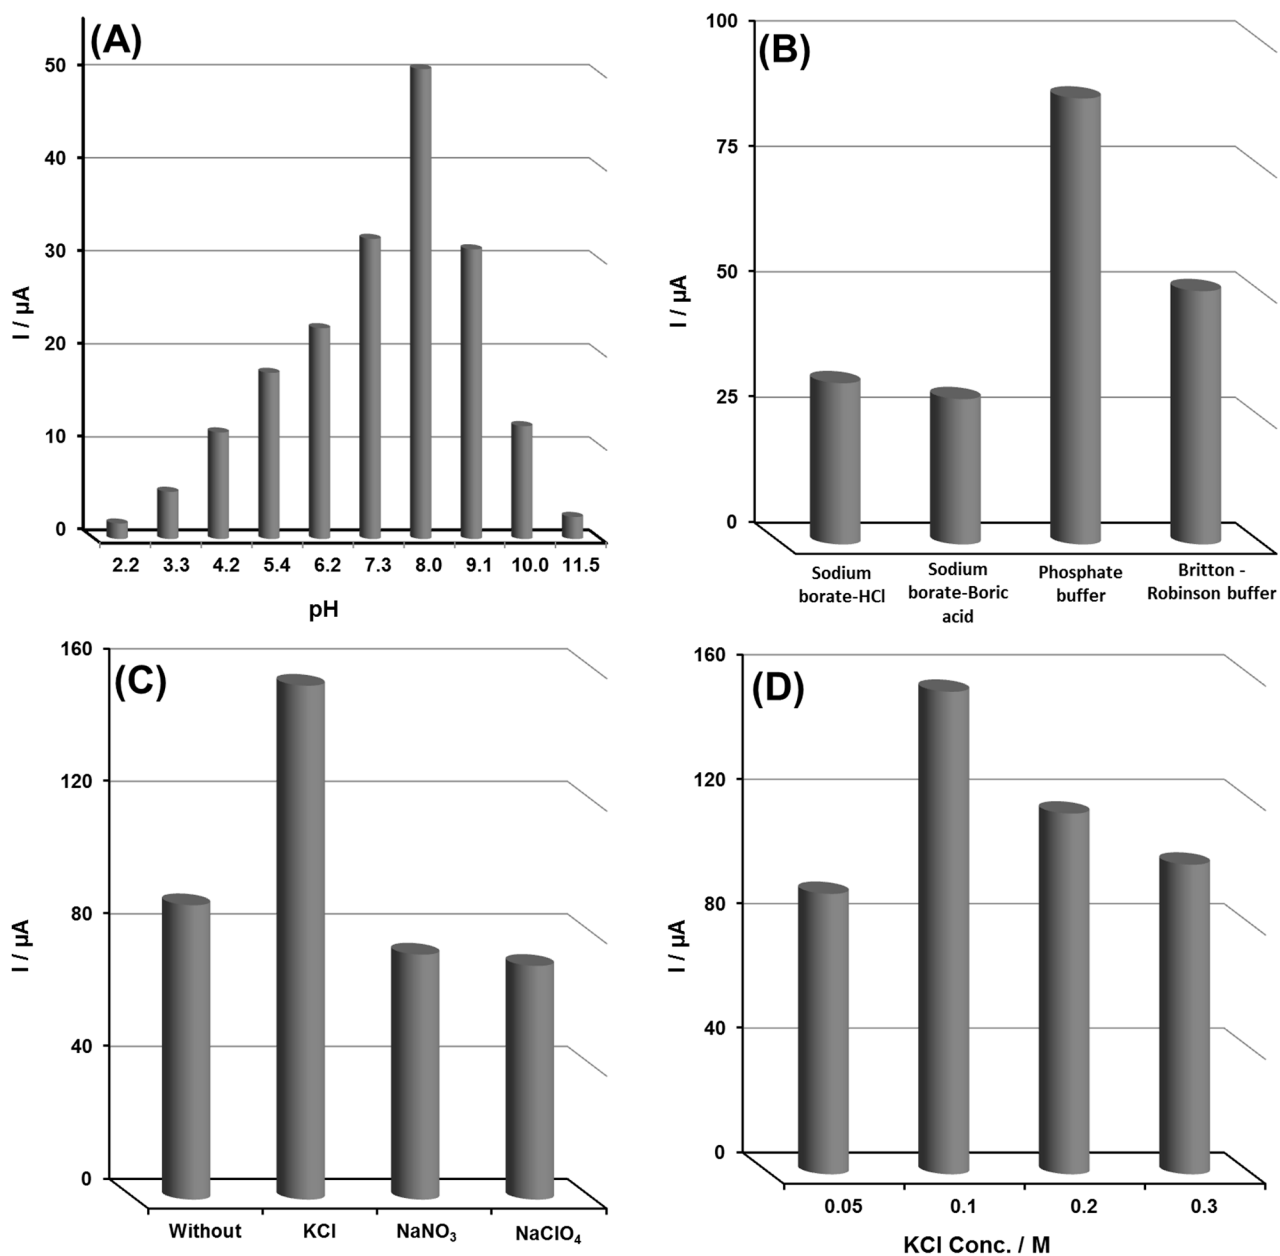 (A)
50
40
30
20
10
0
I / µA
2.2 3.3 4.2 5.4 6.2 7.3 8.0 9.1 10.0 11.5
pH
(B)
100
75
50
25
0
I / µA
Sodium
borate-HCl
Sodium
borate-Boric
acid
Phosphate
buffer
Britton -
Robinson buffer
(C)
160
120
80
40
0
I / µA
Without KCl NaNO₃ NaClO₄
(D)
160
120
80
40
0
I / µA
0.05 0.1 0.2 0.3
KCl Conc. / M